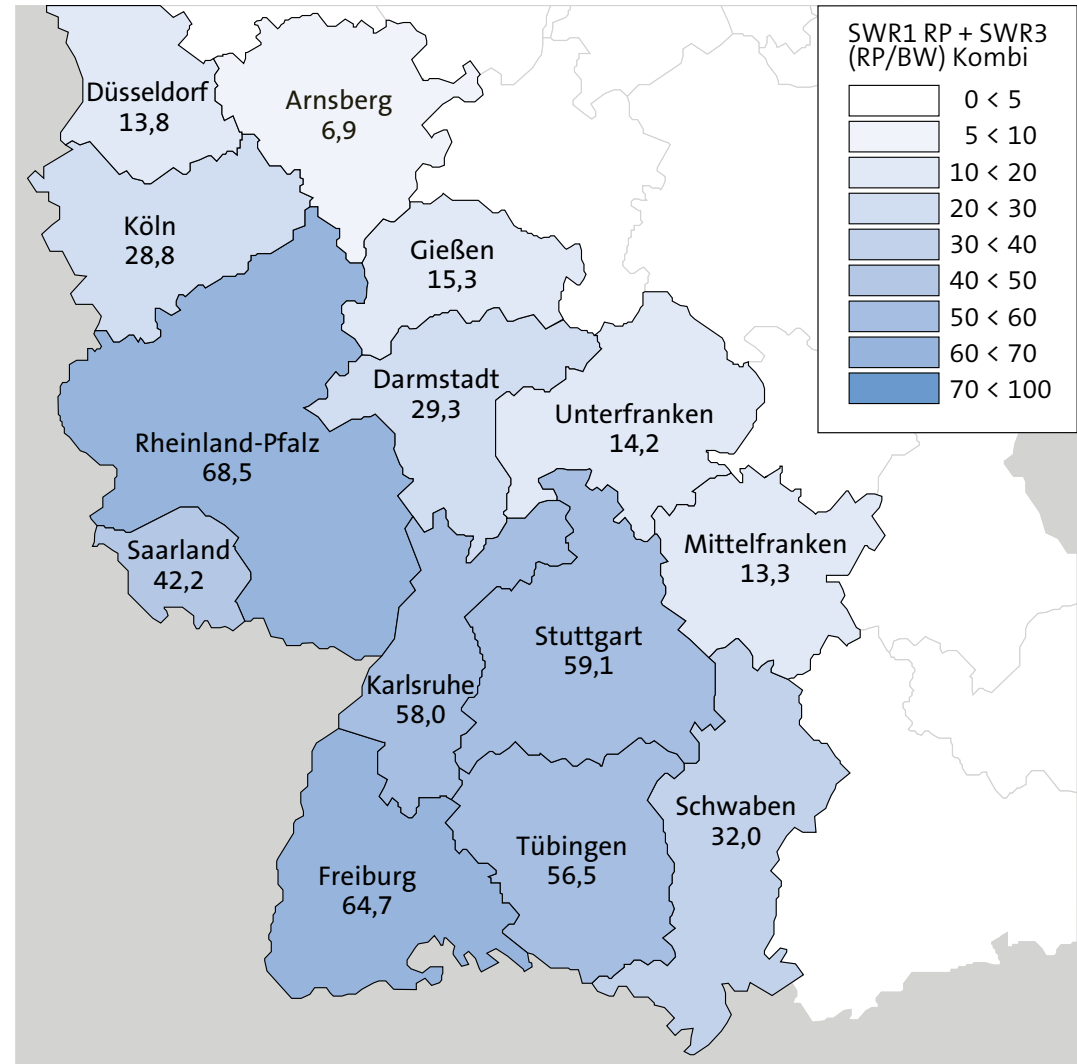 SWR1 RP + SWR3
(RP/BW) Kombi
0 < 5
5 < 10
10 < 20
20 < 30
30 < 40
40 < 50
50 < 60
60 < 70
70 < 100
Düsseldorf
13,8
Arnsberg
6,9
Köln
28,8
Gießen
15,3
Darmstadt
29,3
Unterfranken
14,2
Rheinland-Pfalz
68,5
Saarland
42,2
Mittelfranken
13,3
Stuttgart
59,1
Karlsruhe
58,0
Schwaben
32,0
Tübingen
56,5
Freiburg
64,7